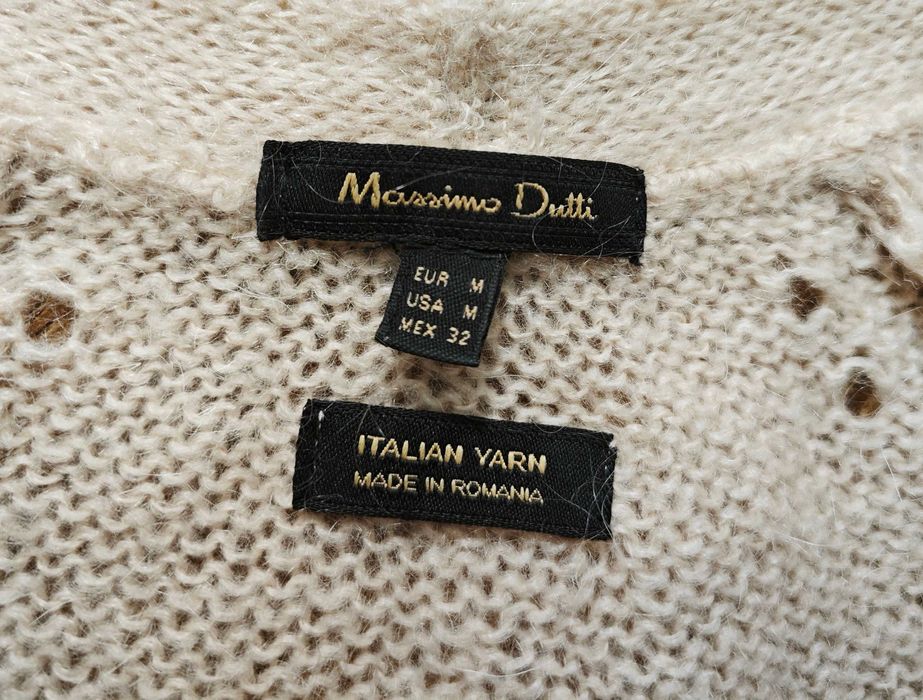 Massimo Dutti
EUR M
USA M
MEX 32
ITALIAN YARN
MADE IN ROMANIA